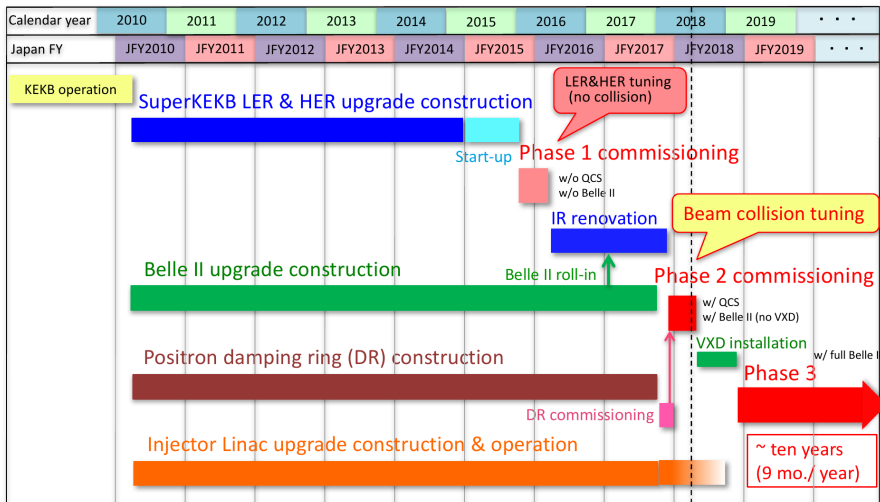 Calendar year 2010 2011 2012 2013 2014 2015 2016 2017 2018 2019 · · ·
Japan FY JFY2010 JFY2011 JFY2012 JFY2013 JFY2014 JFY2015 JFY2016 JFY2017 JFY2018 JFY2019 · · ·
KEKB operation
LER&HER tuning
(no collision)
SuperKEKB LER & HER upgrade construction
Start-up
Phase 1 commissioning
w/o QCS
w/o Belle II
IR renovation
Beam collision tuning
Belle II upgrade construction
Belle II roll-in
Phase 2 commissioning
w/ QCS
w/ Belle II (no VXD)
VXD installation
w/ full Belle I
Positron damping ring (DR) construction
Phase 3
DR commissioning
Injector Linac upgrade construction & operation
~ ten years
(9 mo./ year)